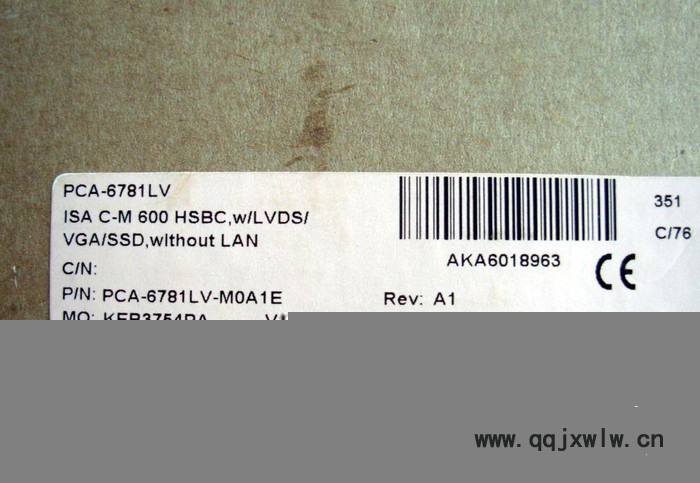 PCA-6781LV
ISA C-M 600 HSBC,w/LVDS/
VGA/SSD,without LAN
C/N:
P/N: PCA-6781LV-M0A1E
AKA6018963
Rev: A1
351
C/76
CE
www.qqjxwlw.cn